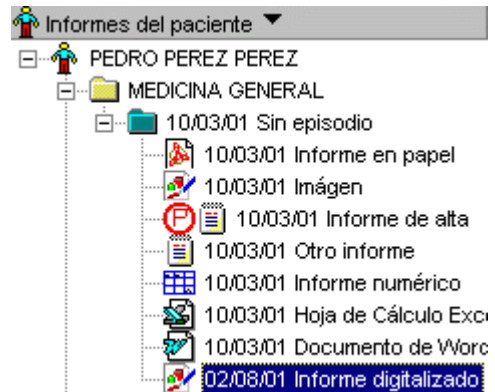 Informes del paciente
PEDRO PEREZ PEREZ
MEDICINA GENERAL
10/03/01 Sin episodio
10/03/01 Informe en papel
10/03/01 Imágen
P 10/03/01 Informe de alta
10/03/01 Otro informe
10/03/01 Informe numérico
10/03/01 Hoja de Cálculo Exc
10/03/01 Documento de Worc
02/08/01 Informe digitalizado